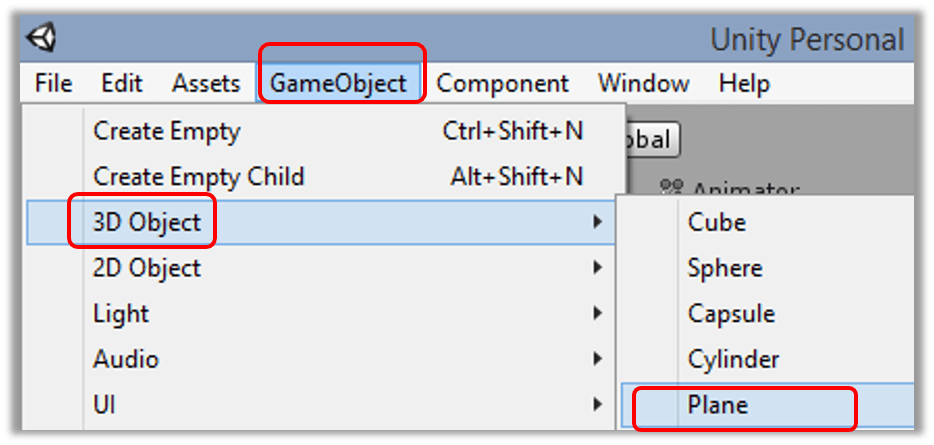 Unity Personal
File Edit Assets GameObject Component Window Help
Create Empty Ctrl+Shift+N
obal
Create Empty Child Alt+Shift+N
Animator
3D Object
Cube
2D Object
Sphere
Light
Capsule
Audio
Cylinder
UI
Plane